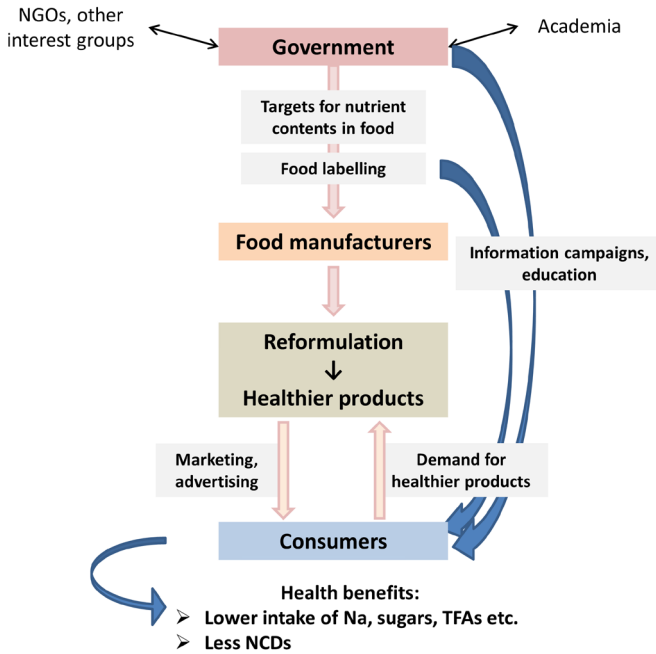 NGOs, other
interest groups
Academia
Government
Targets for nutrient
contents in food
Food labelling
Food manufacturers
Information campaigns,
education
Reformulation
↓
Healthier products
Marketing,
advertising
Demand for
healthier products
Consumers
Health benefits:
➢ Lower intake of Na, sugars, TFAs etc.
➢ Less NCDs